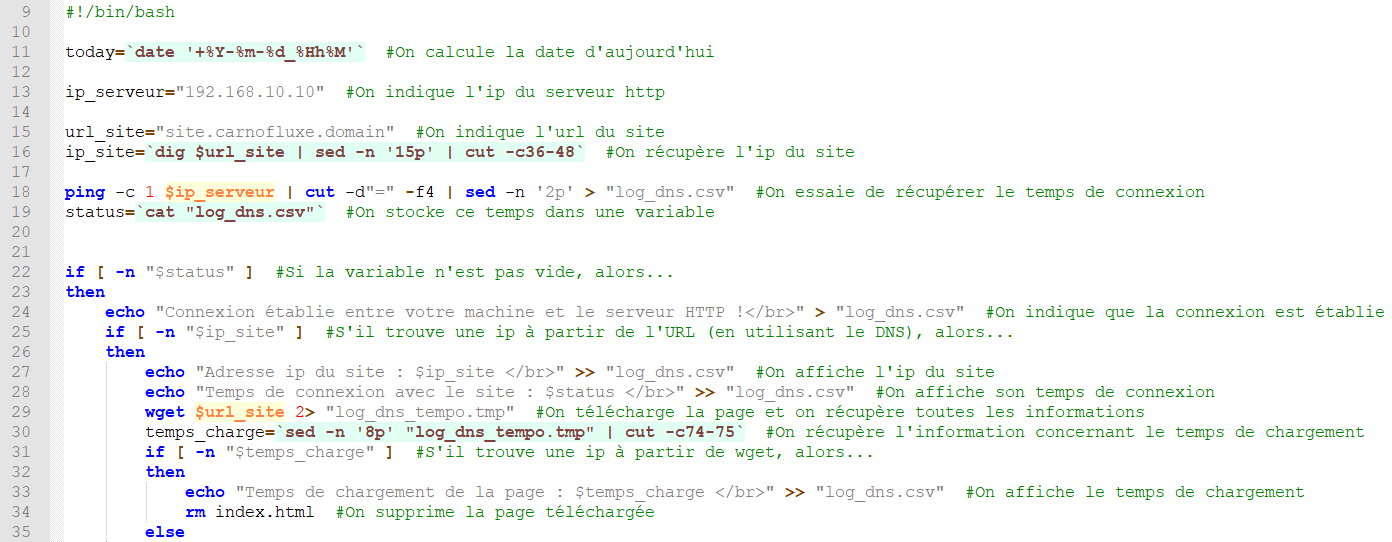 9 #!/bin/bash
10
11 today=`date '+%Y-%m-%d_%Hh%M'` #On calcule la date d'aujourd'hui
12
13 ip_serveur="192.168.10.10" #On indique l'ip du serveur http
14
15 url_site="site.carnofluxe.domain" #On indique l'url du site
16 ip_site=`dig $url_site | sed -n '15p' | cut -c36-48` #On récupère l'ip du site
17
18 ping -c 1 $ip_serveur | cut -d"=" -f4 | sed -n '2p' > "log_dns.csv" #On essaie de récupérer le temps de connexion
19 status=`cat "log_dns.csv"` #On stocke ce temps dans une variable
20
21
22 if [ -n "$status" ] #Si la variable n'est pas vide, alors...
23 then
24 echo "Connexion établie entre votre machine et le serveur HTTP !</br>" > "log_dns.csv" #On indique que la connexion est établie
25 if [ -n "$ip_site" ] #S'il trouve une ip à partir de l'URL (en utilisant le DNS), alors...
26 then
27 echo "Adresse ip du site : $ip_site </br>" >> "log_dns.csv" #On affiche l'ip du site
28 echo "Temps de connexion avec le site : $status </br>" >> "log_dns.csv" #On affiche son temps de connexion
29 wget $url_site 2> "log_dns_tempo.tmp" #On télécharge la page et on récupère toutes les informations
30 temps_charge=`sed -n '8p' "log_dns_tempo.tmp" | cut -c74-75` #On récupère l'information concernant le temps de chargement
31 if [ -n "$temps_charge" ] #S'il trouve une ip à partir de wget, alors...
32 then
33 echo "Temps de chargement de la page : $temps_charge </br>" >> "log_dns.csv" #On affiche le temps de chargement
34 rm index.html #On supprime la page téléchargée
35 else